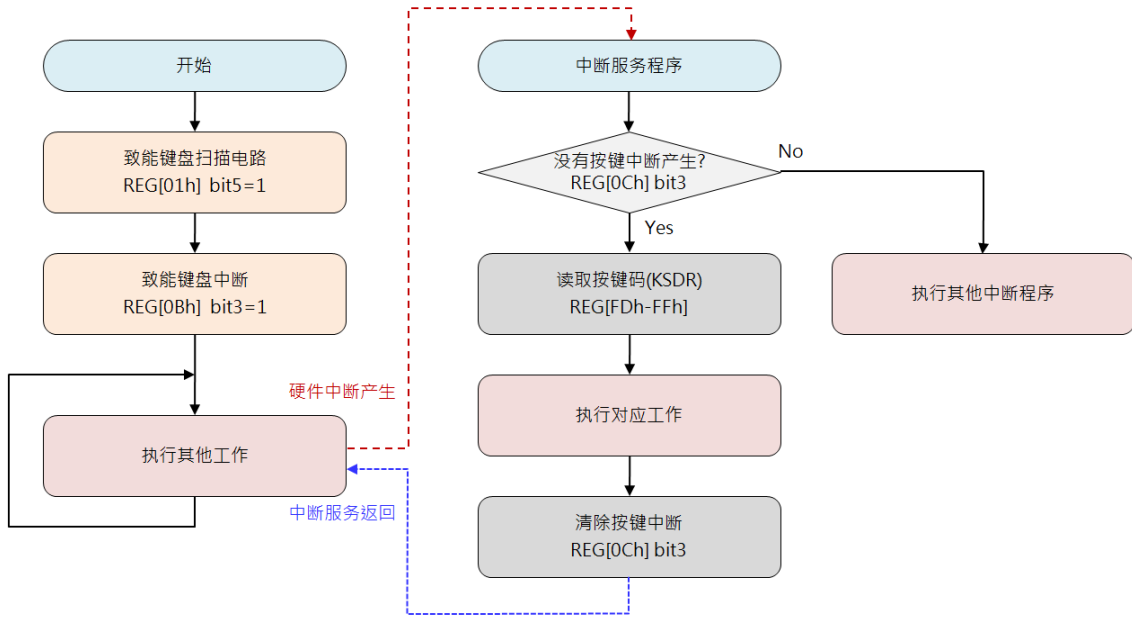 开始
致能键盘扫描电路
REG[01h] bit5=1
致能键盘中断
REG[0Bh] bit3=1
执行其他工作
硬件中断产生
中断服务返回
中断服务程序
没有按键中断产生?
REG[0Ch] bit3
No
Yes
读取按键码(KSDR)
REG[FDh-FFh]
执行其他中断程序
执行对应工作
清除按键中断
REG[0Ch] bit3